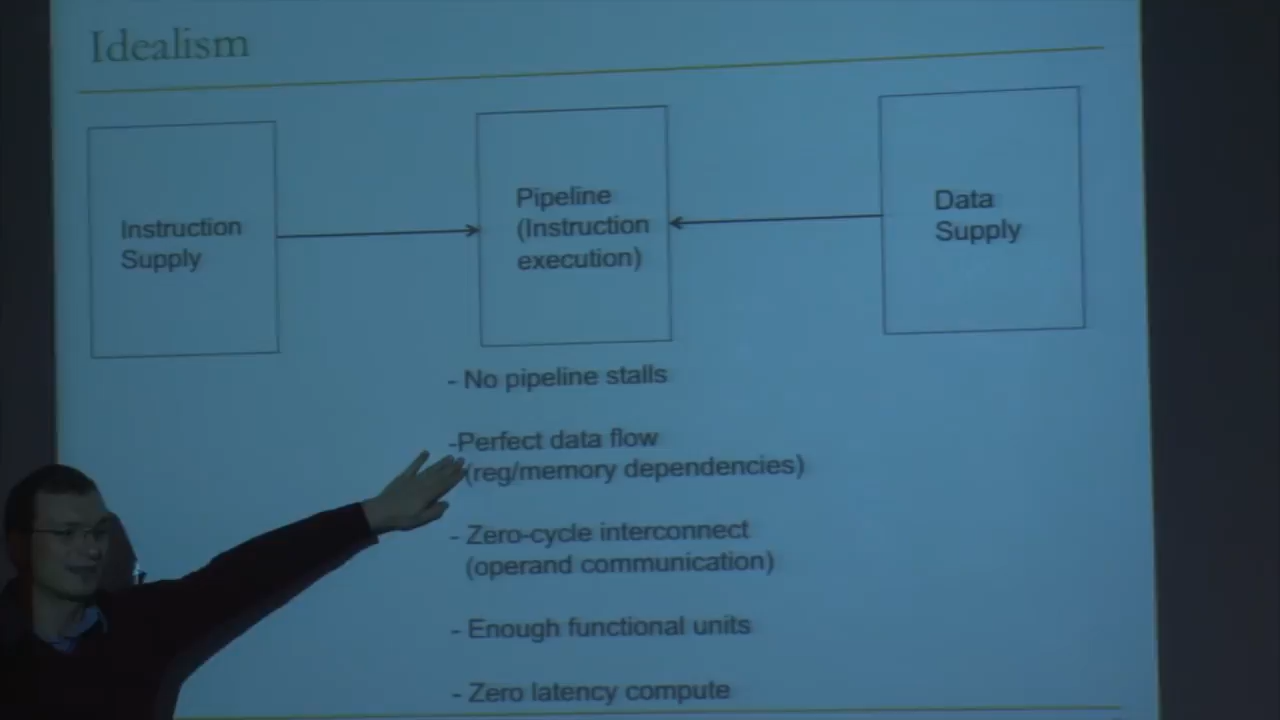 Idealism
Instruction
Supply
Pipeline
(Instruction
execution)
Data
Supply
- No pipeline stalls
-Perfect data flow
(reg/memory dependencies)
- Zero-cycle interconnect
(operand communication)
- Enough functional units
- Zero latency compute